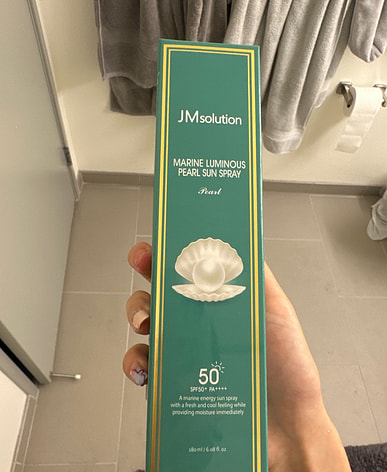 JMsolution
MARINE LUMINOUS
PEARL SUN SPRAY
Pearl
50
SPF50+ PA++++
A marine energy sun spray
with a fresh and cool feeling while
providing moisture immediately
180 ml / 6.08 fl. oz